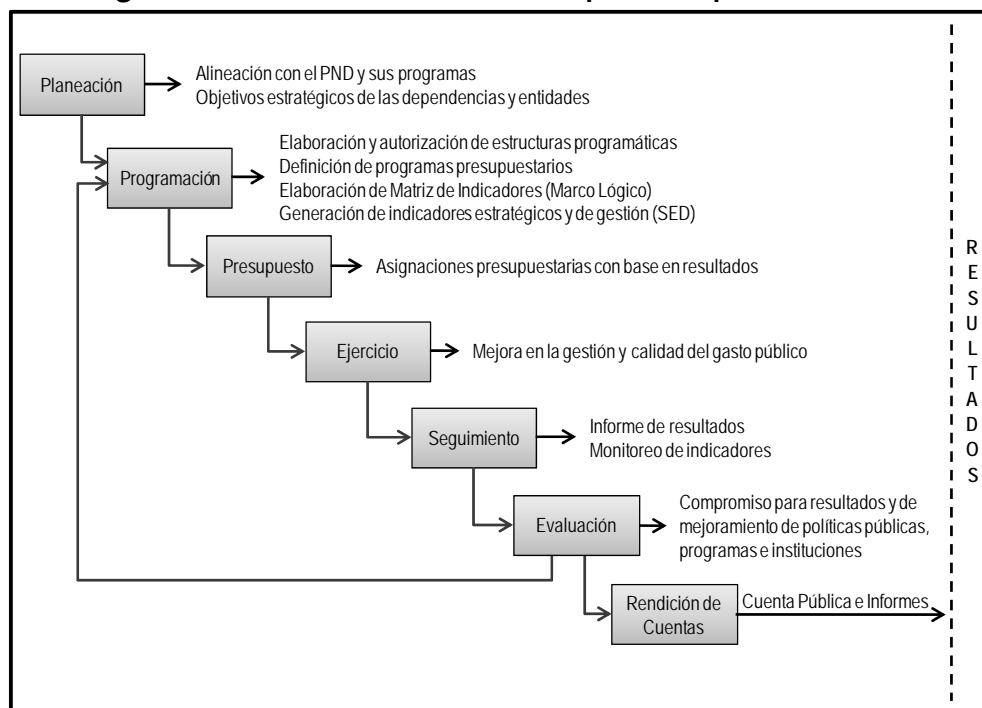 Planeación
Alineación con el PND y sus programas
Objetivos estratégicos de las dependencias y entidades
Programación
Elaboración y autorización de estructuras programáticas
Definición de programas presupuestarios
Elaboración de Matriz de Indicadores (Marco Lógico)
Generación de indicadores estratégicos y de gestión (SED)
Presupuesto
Asignaciones presupuestarias con base en resultados
Ejercicio
Mejora en la gestión y calidad del gasto público
Seguimiento
Informe de resultados
Monitoreo de indicadores
Evaluación
Compromiso para resultados y de
mejoramiento de políticas públicas,
programas e instituciones
Rendición de
Cuentas
Cuenta Pública e Informes
R
E
S
U
L
T
A
D
O
S